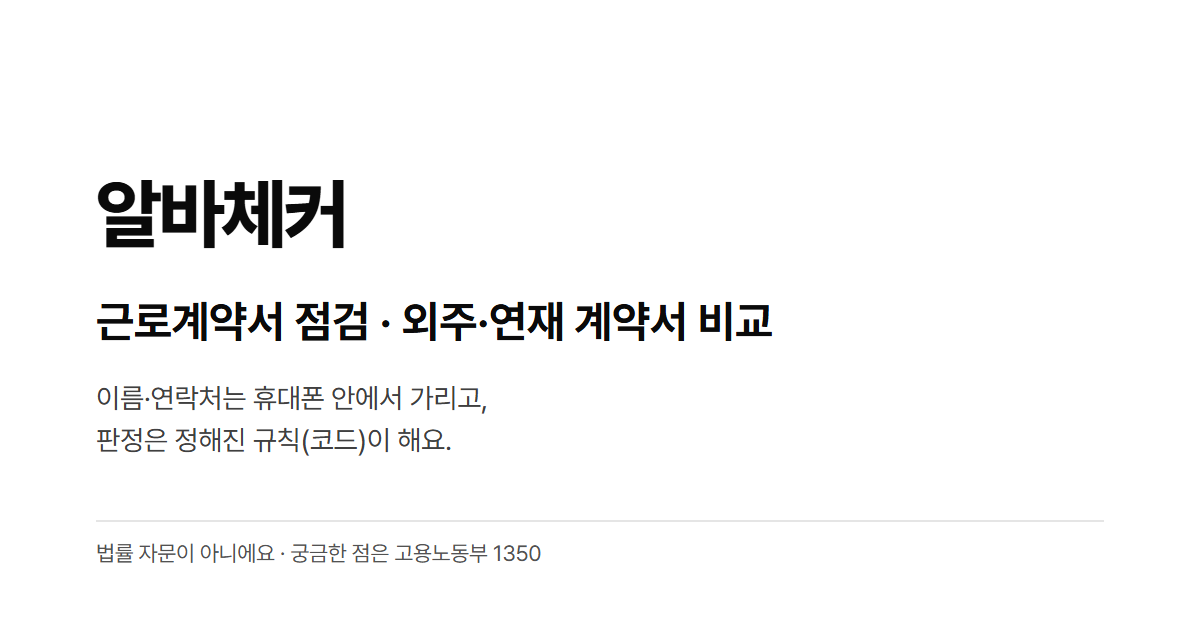 알바체커
근로계약서 점검 · 외주·연재 계약서 비교
이름·연락처는 휴대폰 안에서 가리고,
판정은 정해진 규칙(코드)이 해요.
법률 자문이 아니에요 · 궁금한 점은 고용노동부 1350